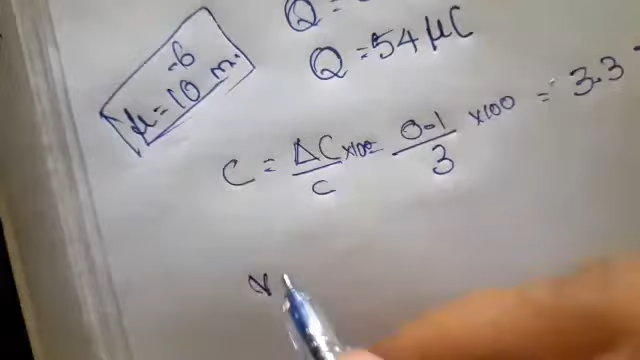 Q =
Q = 54 μC
μ = 10⁻⁶ m.
C = ΔC/C ×100 = 0.1/3 ×100 = 3.3
V